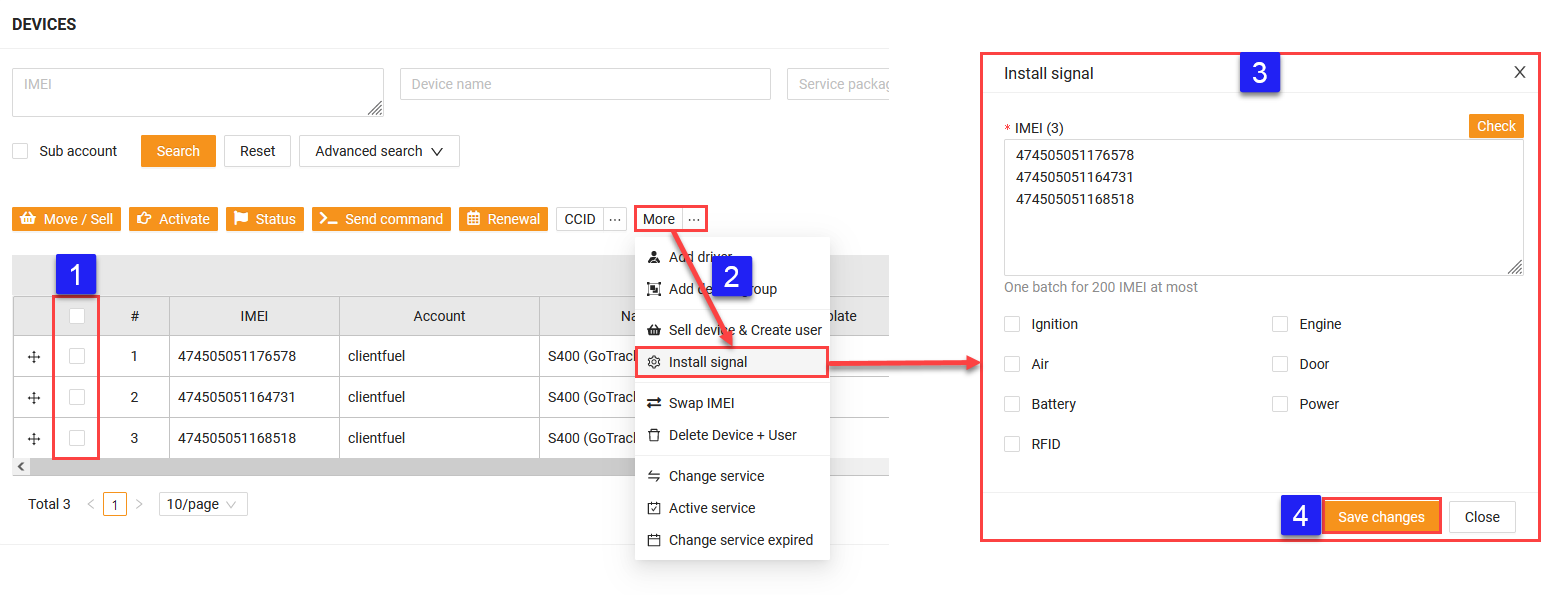 DEVICES
IMEI
Device name
Service packag
Sub account
Search
Reset
Advanced search
Move / Sell
Activate
Status
Send command
Renewal
CCID ...
More ...
1
2
Add driver
Add de group
Sell device & Create user
Install signal
Swap IMEI
Delete Device + User
Change service
Active service
Change service expired
# IMEI Account Na plate
1 474505051176578 clientfuel S400 (GoTrack
2 474505051164731 clientfuel S400 (GoTrack
3 474505051168518 clientfuel S400 (GoTrack
Total 3 < 1 > 10/page
3
Install signal X
* IMEI (3) Check
474505051176578
474505051164731
474505051168518
One batch for 200 IMEI at most
Ignition Engine
Air Door
Battery Power
RFID
4
Save changes Close